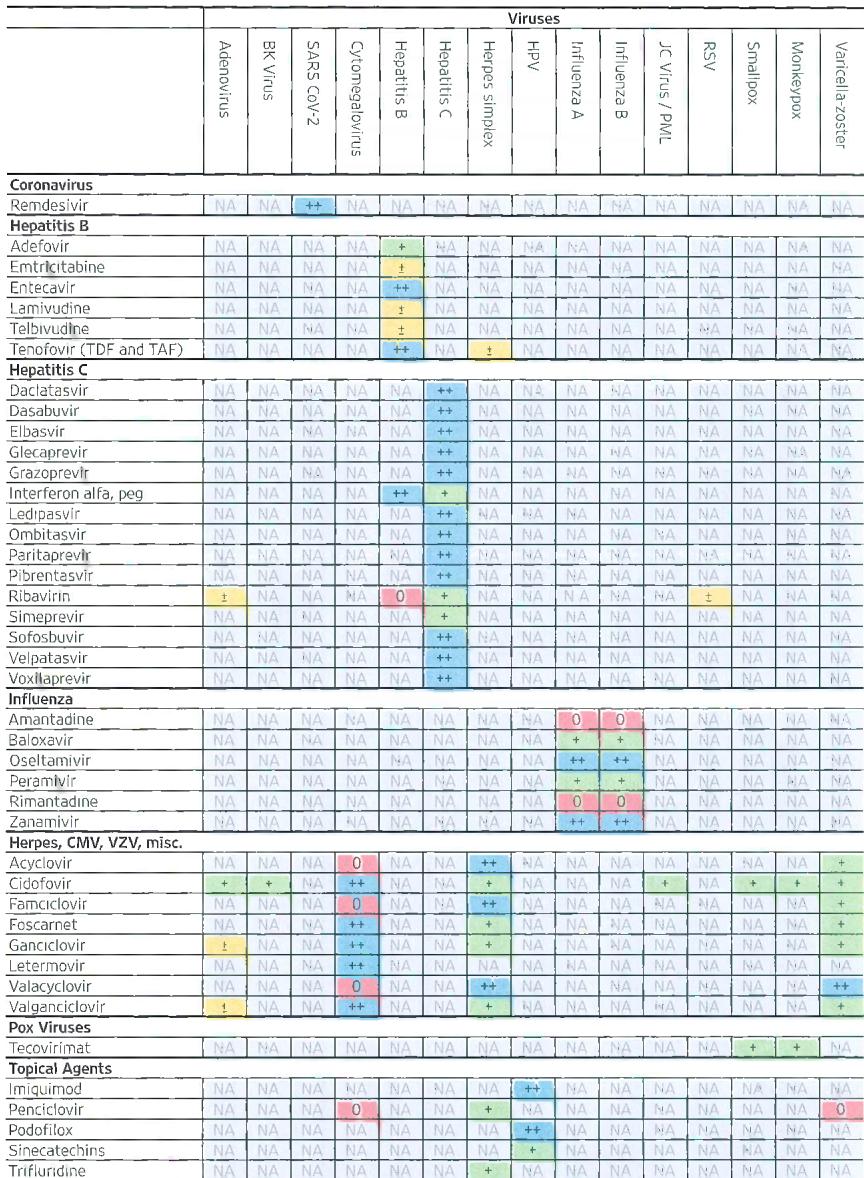 Viruses
Adenovirus BK Virus SARS CoV-2 Cytomegalovirus Hepatitis B Hepatitis C Herpes simplex HPV Influenza A Influenza B JC Virus / PML RSV Smallpox Monkeypox Varicella-zoster
Coronavirus
Remdesivir NA NA ++ NA NA NA NA NA NA NA NA NA NA NA NA
Hepatitis B
Adefovir NA NA NA NA + NA NA NA NA NA NA NA NA NA NA
Emtricitabine NA NA NA NA ± NA NA NA NA NA NA NA NA NA NA
Entecavir NA NA NA NA ++ NA NA NA NA NA NA NA NA NA NA
Lamivudine NA NA NA NA ± NA NA NA NA NA NA NA NA NA NA
Telbivudine NA NA NA NA ± NA NA NA NA NA NA NA NA NA NA
Tenofovir (TDF and TAF) NA NA NA NA ++ NA ± NA NA NA NA NA NA NA NA
Hepatitis C
Daclatasvir NA NA NA NA NA ++ NA NA NA NA NA NA NA NA NA
Dasabuvir NA NA NA NA NA ++ NA NA NA NA NA NA NA NA NA
Elbasvir NA NA NA NA NA ++ NA NA NA NA NA NA NA NA NA
Glecaprevir NA NA NA NA NA ++ NA NA NA NA NA NA NA NA NA
Grazoprevir NA NA NA NA NA ++ NA NA NA NA NA NA NA NA NA
Interferon alfa, peg NA NA NA NA ++ + NA NA NA NA NA NA NA NA NA
Ledipasvir NA NA NA NA NA ++ NA NA NA NA NA NA NA NA NA
Ombitasvir NA NA NA NA NA ++ NA NA NA NA NA NA NA NA NA
Paritaprevir NA NA NA NA NA ++ NA NA NA NA NA NA NA NA NA
Pibrentasvir NA NA NA NA NA ++ NA NA NA NA NA NA NA NA NA
Ribavirin ± NA NA NA 0 + NA NA NA NA NA ± NA NA NA
Simeprevir NA NA NA NA NA + NA NA NA NA NA NA NA NA NA
Sofosbuvir NA NA NA NA NA ++ NA NA NA NA NA NA NA NA NA
Velpatasvir NA NA NA NA NA ++ NA NA NA NA NA NA NA NA NA
Voxilaprevir NA NA NA NA NA ++ NA NA NA NA NA NA NA NA NA
Influenza
Amantadine NA NA NA NA NA NA NA NA 0 0 NA NA NA NA NA
Baloxavir NA NA NA NA NA NA NA NA + + NA NA NA NA NA
Oseltamivir NA NA NA NA NA NA NA NA ++ ++ NA NA NA NA NA
Peramivir NA NA NA NA NA NA NA NA + + NA NA NA NA NA
Rimantadine NA NA NA NA NA NA NA NA 0 0 NA NA NA NA NA
Zanamivir NA NA NA NA NA NA NA NA ++ ++ NA NA NA NA NA
Herpes, CMV, VZV, misc.
Acyclovir NA NA NA 0 NA NA ++ NA NA NA NA NA NA NA +
Cidofovir + + NA ++ NA NA + NA NA NA + NA + + +
Famciclovir NA NA NA 0 NA NA ++ NA NA NA NA NA NA NA +
Foscarnet NA NA NA ++ NA NA + NA NA NA NA NA NA NA +
Ganciclovir ± NA NA ++ NA NA + NA NA NA NA NA NA NA +
Letermovir NA NA NA ++ NA NA NA NA NA NA NA NA NA NA NA
Valacyclovir NA NA NA 0 NA NA ++ NA NA NA NA NA NA NA ++
Valganciclovir ± NA NA ++ NA NA + NA NA NA NA NA NA NA +
Pox Viruses
Tecovirimat NA NA NA NA NA NA NA NA NA NA NA NA + + NA
Topical Agents
Imiquimod NA NA NA NA NA NA NA ++ NA NA NA NA NA NA NA
Penciclovir NA NA NA 0 NA NA + NA NA NA NA NA NA NA 0
Podofilox NA NA NA NA NA NA NA ++ NA NA NA NA NA NA NA
Sinecatechins NA NA NA NA NA NA NA + NA NA NA NA NA NA NA
Trifluridine NA NA NA NA NA NA + NA NA NA NA NA NA NA NA